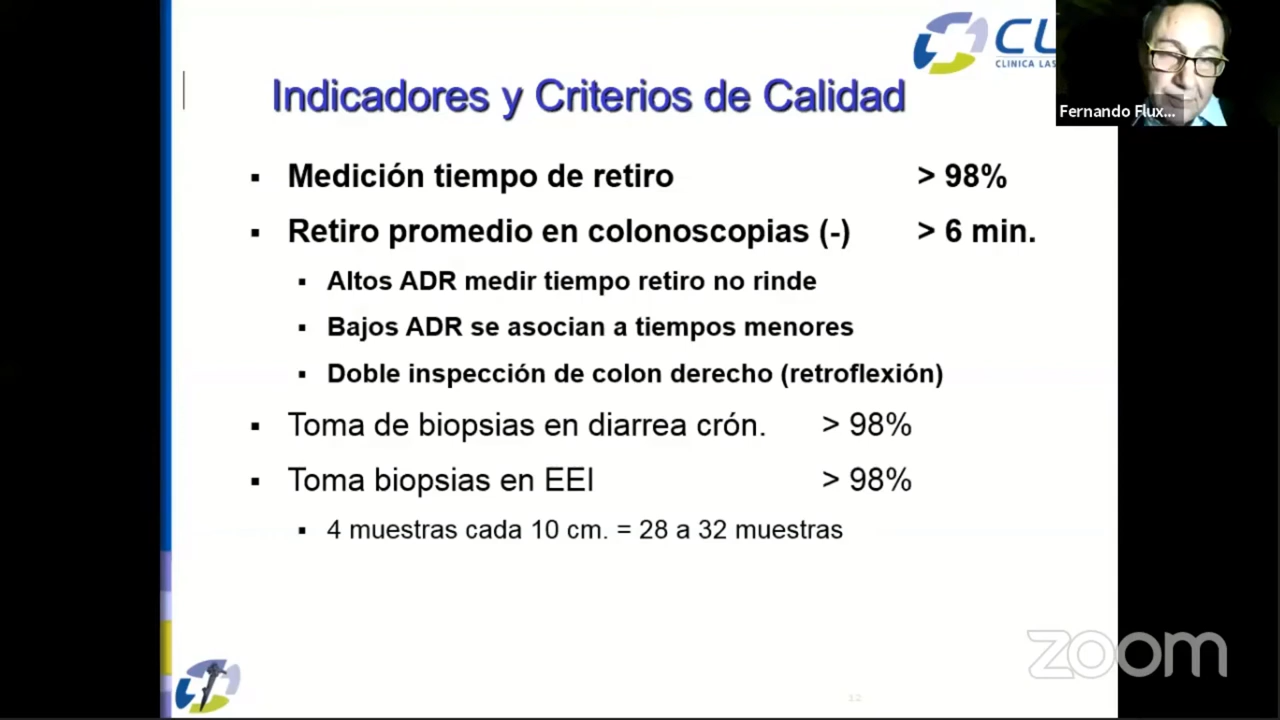 CL
CLINICA LAS
Fernando Flux...
Indicadores y Criterios de Calidad
▪ Medición tiempo de retiro > 98%
▪ Retiro promedio en colonoscopias (-) > 6 min.
▪ Altos ADR medir tiempo retiro no rinde
▪ Bajos ADR se asocian a tiempos menores
▪ Doble inspección de colon derecho (retroflexión)
▪ Toma de biopsias en diarrea crón. > 98%
▪ Toma biopsias en EEI > 98%
▪ 4 muestras cada 10 cm. = 28 a 32 muestras
zoom
12